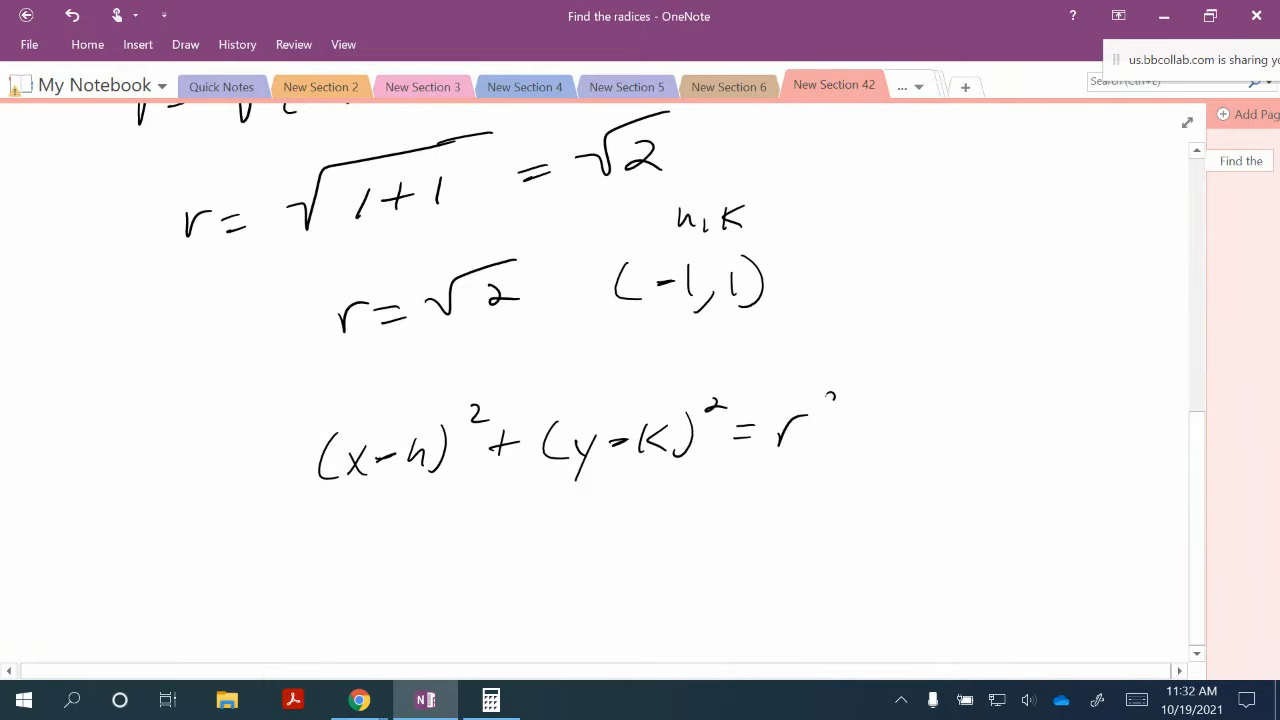 Find the radices - OneNote
?
File Home Insert Draw History Review View
us.bbcollab.com is sharing yo
My Notebook Quick Notes New Section 2 New Section 3 New Section 4 New Section 5 New Section 6 New Section 42 ... + Search (Ctrl+E)
Add Pag
Find the
r = √1+1 = √2
h, k
r = √2 (-1, 1)
(x-h)² + (y-k)² = r²
11:32 AM
10/19/2021